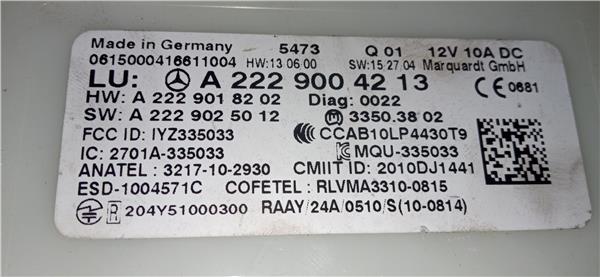 Made in Germany 5473 Q 01 12V 10A DC
0615000416611004 HW:13 06 00 SW:15 27 04 Marquardt GmbH
LU: A 222 900 42 13 CE 0681
HW: A 222 901 82 02 Diag: 0022
SW: A 222 902 50 12 3350.38 02
FCC ID: IYZ335033 CCAB10LP4430T9
IC: 2701A-335033 MQU-335033
ANATEL : 3217-10-2930 CMIIT ID: 2010DJ1441
ESD-1004571C COFETEL: RLVMA3310-0815
R 204Y51000300 RAAY/24A/0510/S(10-0814)